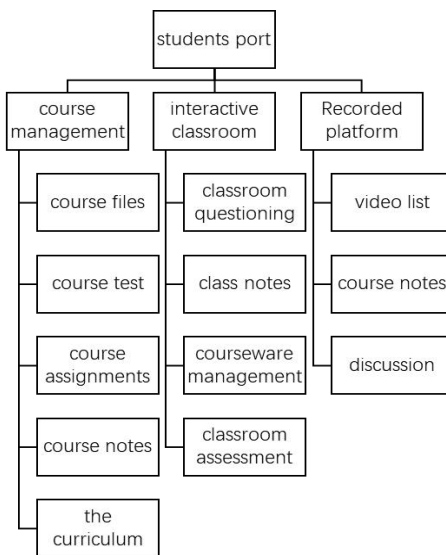 students port
course
management
interactive
classroom
Recorded
platform
course files
classroom
questioning
video list
course test
class notes
course notes
course
assignments
courseware
management
discussion
course notes
classroom
assessment
the
curriculum